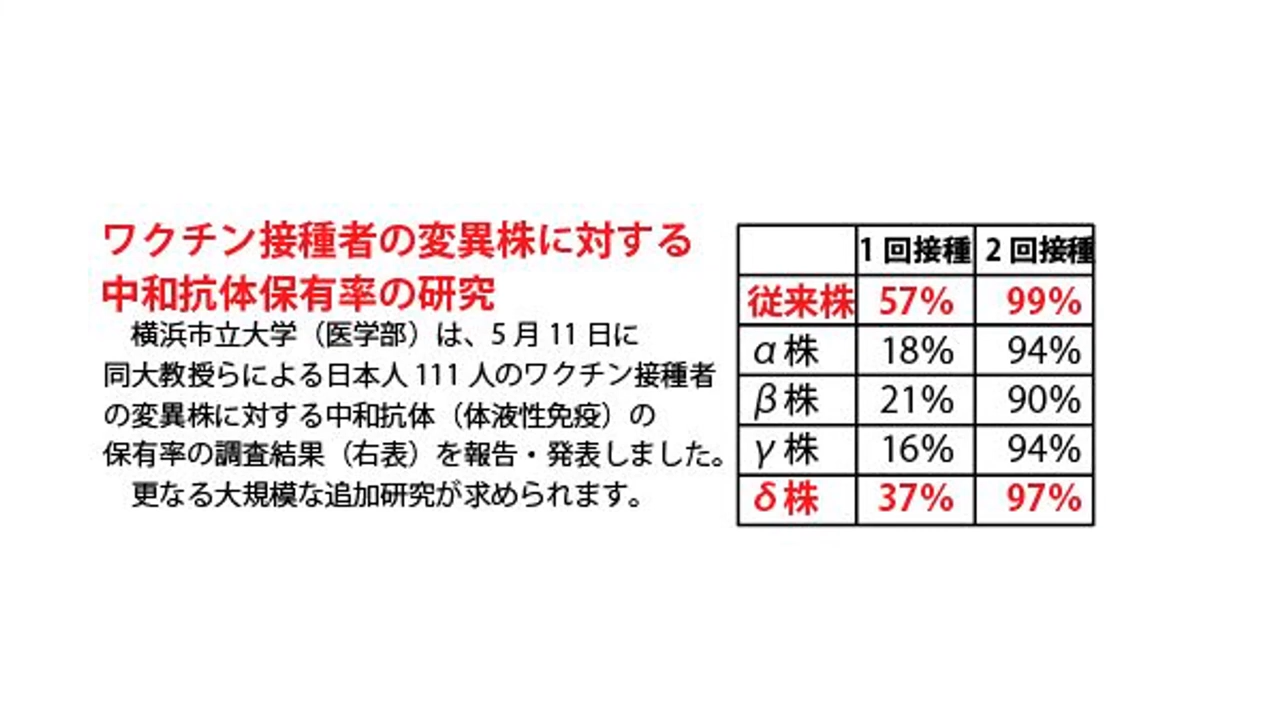 ワクチン接種者の変異株に対する
中和抗体保有率の研究
横浜市立大学（医学部）は、5月11日に
同大教授らによる日本人111人のワクチン接種者
の変異株に対する中和抗体（体液性免疫）の
保有率の調査結果（右表）を報告・発表しました。
更なる大規模な追加研究が求められます。
1回接種 2回接種
従来株 57% 99%
α株 18% 94%
β株 21% 90%
γ株 16% 94%
δ株 37% 97%